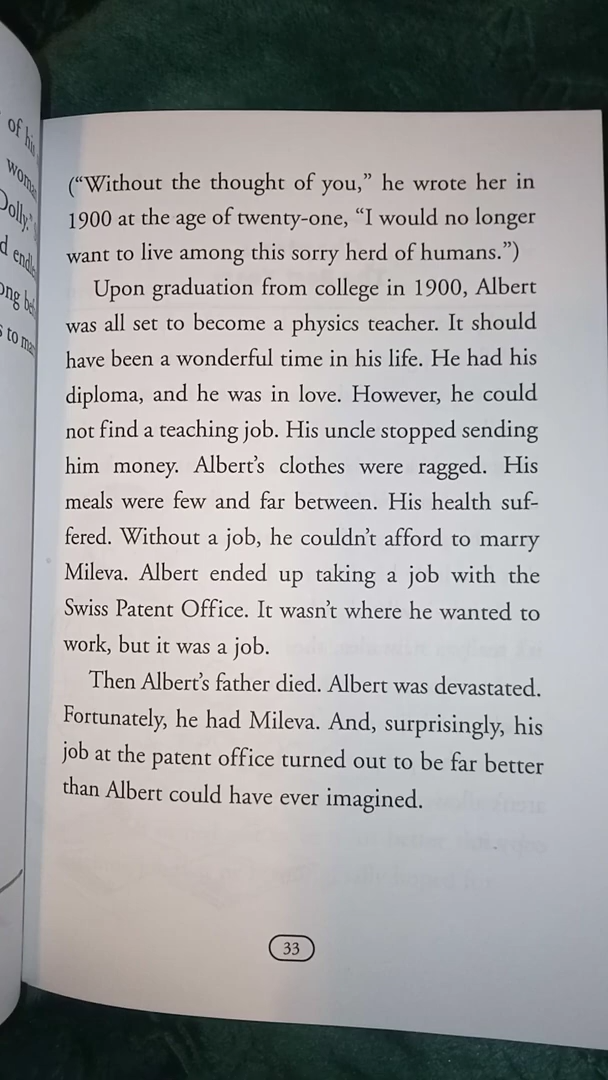 of his
("Without the thought of you," he wrote her in
1900 at the age of twenty-one, "I would no longer
want to live among this sorry herd of humans.")
Upon graduation from college in 1900, Albert
was all set to become a physics teacher. It should
have been a wonderful time in his life. He had his
diploma, and he was in love. However, he could
not find a teaching job. His uncle stopped sending
him money. Albert's clothes were ragged. His
meals were few and far between. His health suf-
fered. Without a job, he couldn't afford to marry
Mileva. Albert ended up taking a job with the
Swiss Patent Office. It wasn't where he wanted to
work, but it was a job.
Then Albert's father died. Albert was devastated.
Fortunately, he had Mileva. And, surprisingly, his
job at the patent office turned out to be far better
than Albert could have ever imagined.
33